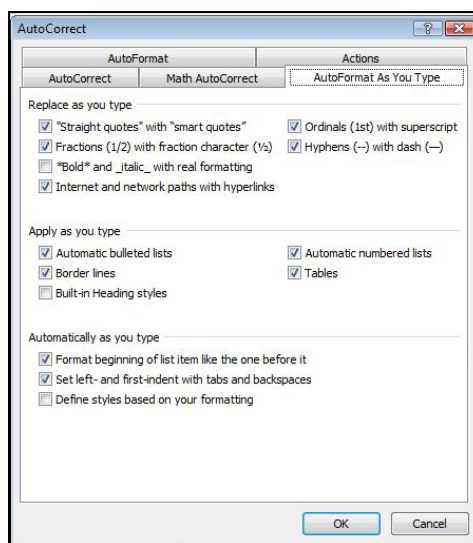 AutoCorrect
AutoFormat Actions
AutoCorrect Math AutoCorrect AutoFormat As You Type
Replace as you type
"Straight quotes" with “smart quotes” Ordinals (1st) with superscript
Fractions (1/2) with fraction character (½) Hyphens (--) with dash (—)
*Bold* and _italic_ with real formatting
Internet and network paths with hyperlinks
Apply as you type
Automatic bulleted lists Automatic numbered lists
Border lines Tables
Built-in Heading styles
Automatically as you type
Format beginning of list item like the one before it
Set left- and first-indent with tabs and backspaces
Define styles based on your formatting
OK Cancel